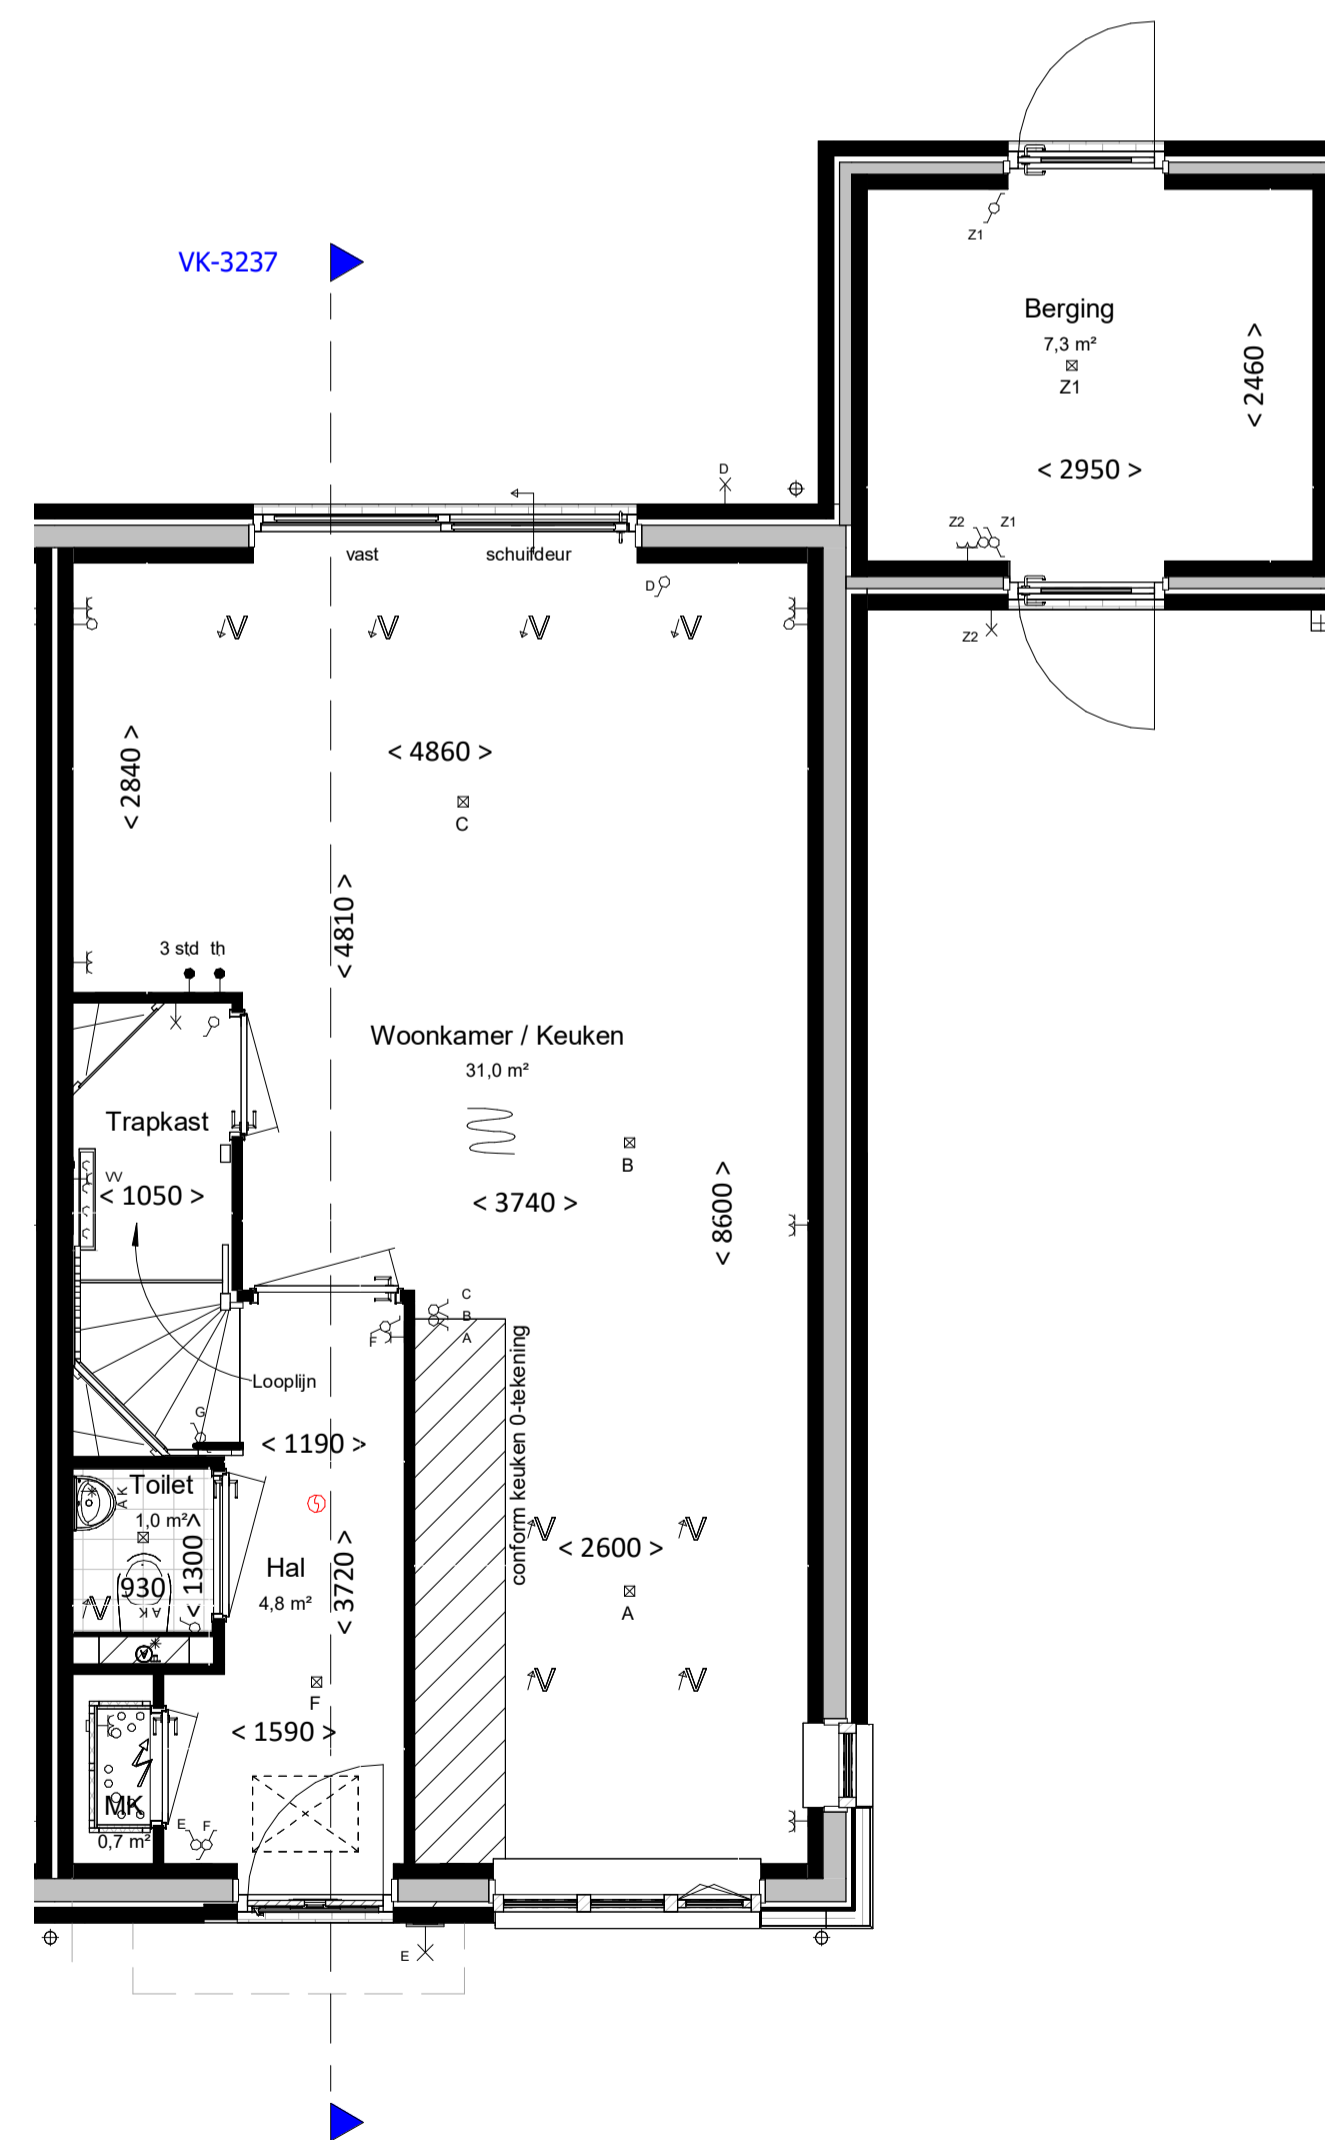 VK-3237
Z1
Berging
7,3 m²
Z1
< 2460 >
< 2950 >
D
Z2
Z1
vast
schuifdeur
D
Z2
V
V
V
V
< 2840 >
< 4860 >
C
< 4810 >
3 std
th
Woonkamer / Keuken
31,0 m²
Trapkast
B
W
< 1050 >
< 3740 >
< 8600 >
C
B
A
F
conform keuken 0-tekening
Looplijn
G
< 1190 >
Toilet
A K
1,0 m²
V
V
< 2600 >
Hal
4,8 m²
930
< 1300 >
< 3720 >
A
V
A K
F
V
V
< 1590 >
MK
0,7 m²
E
F
E